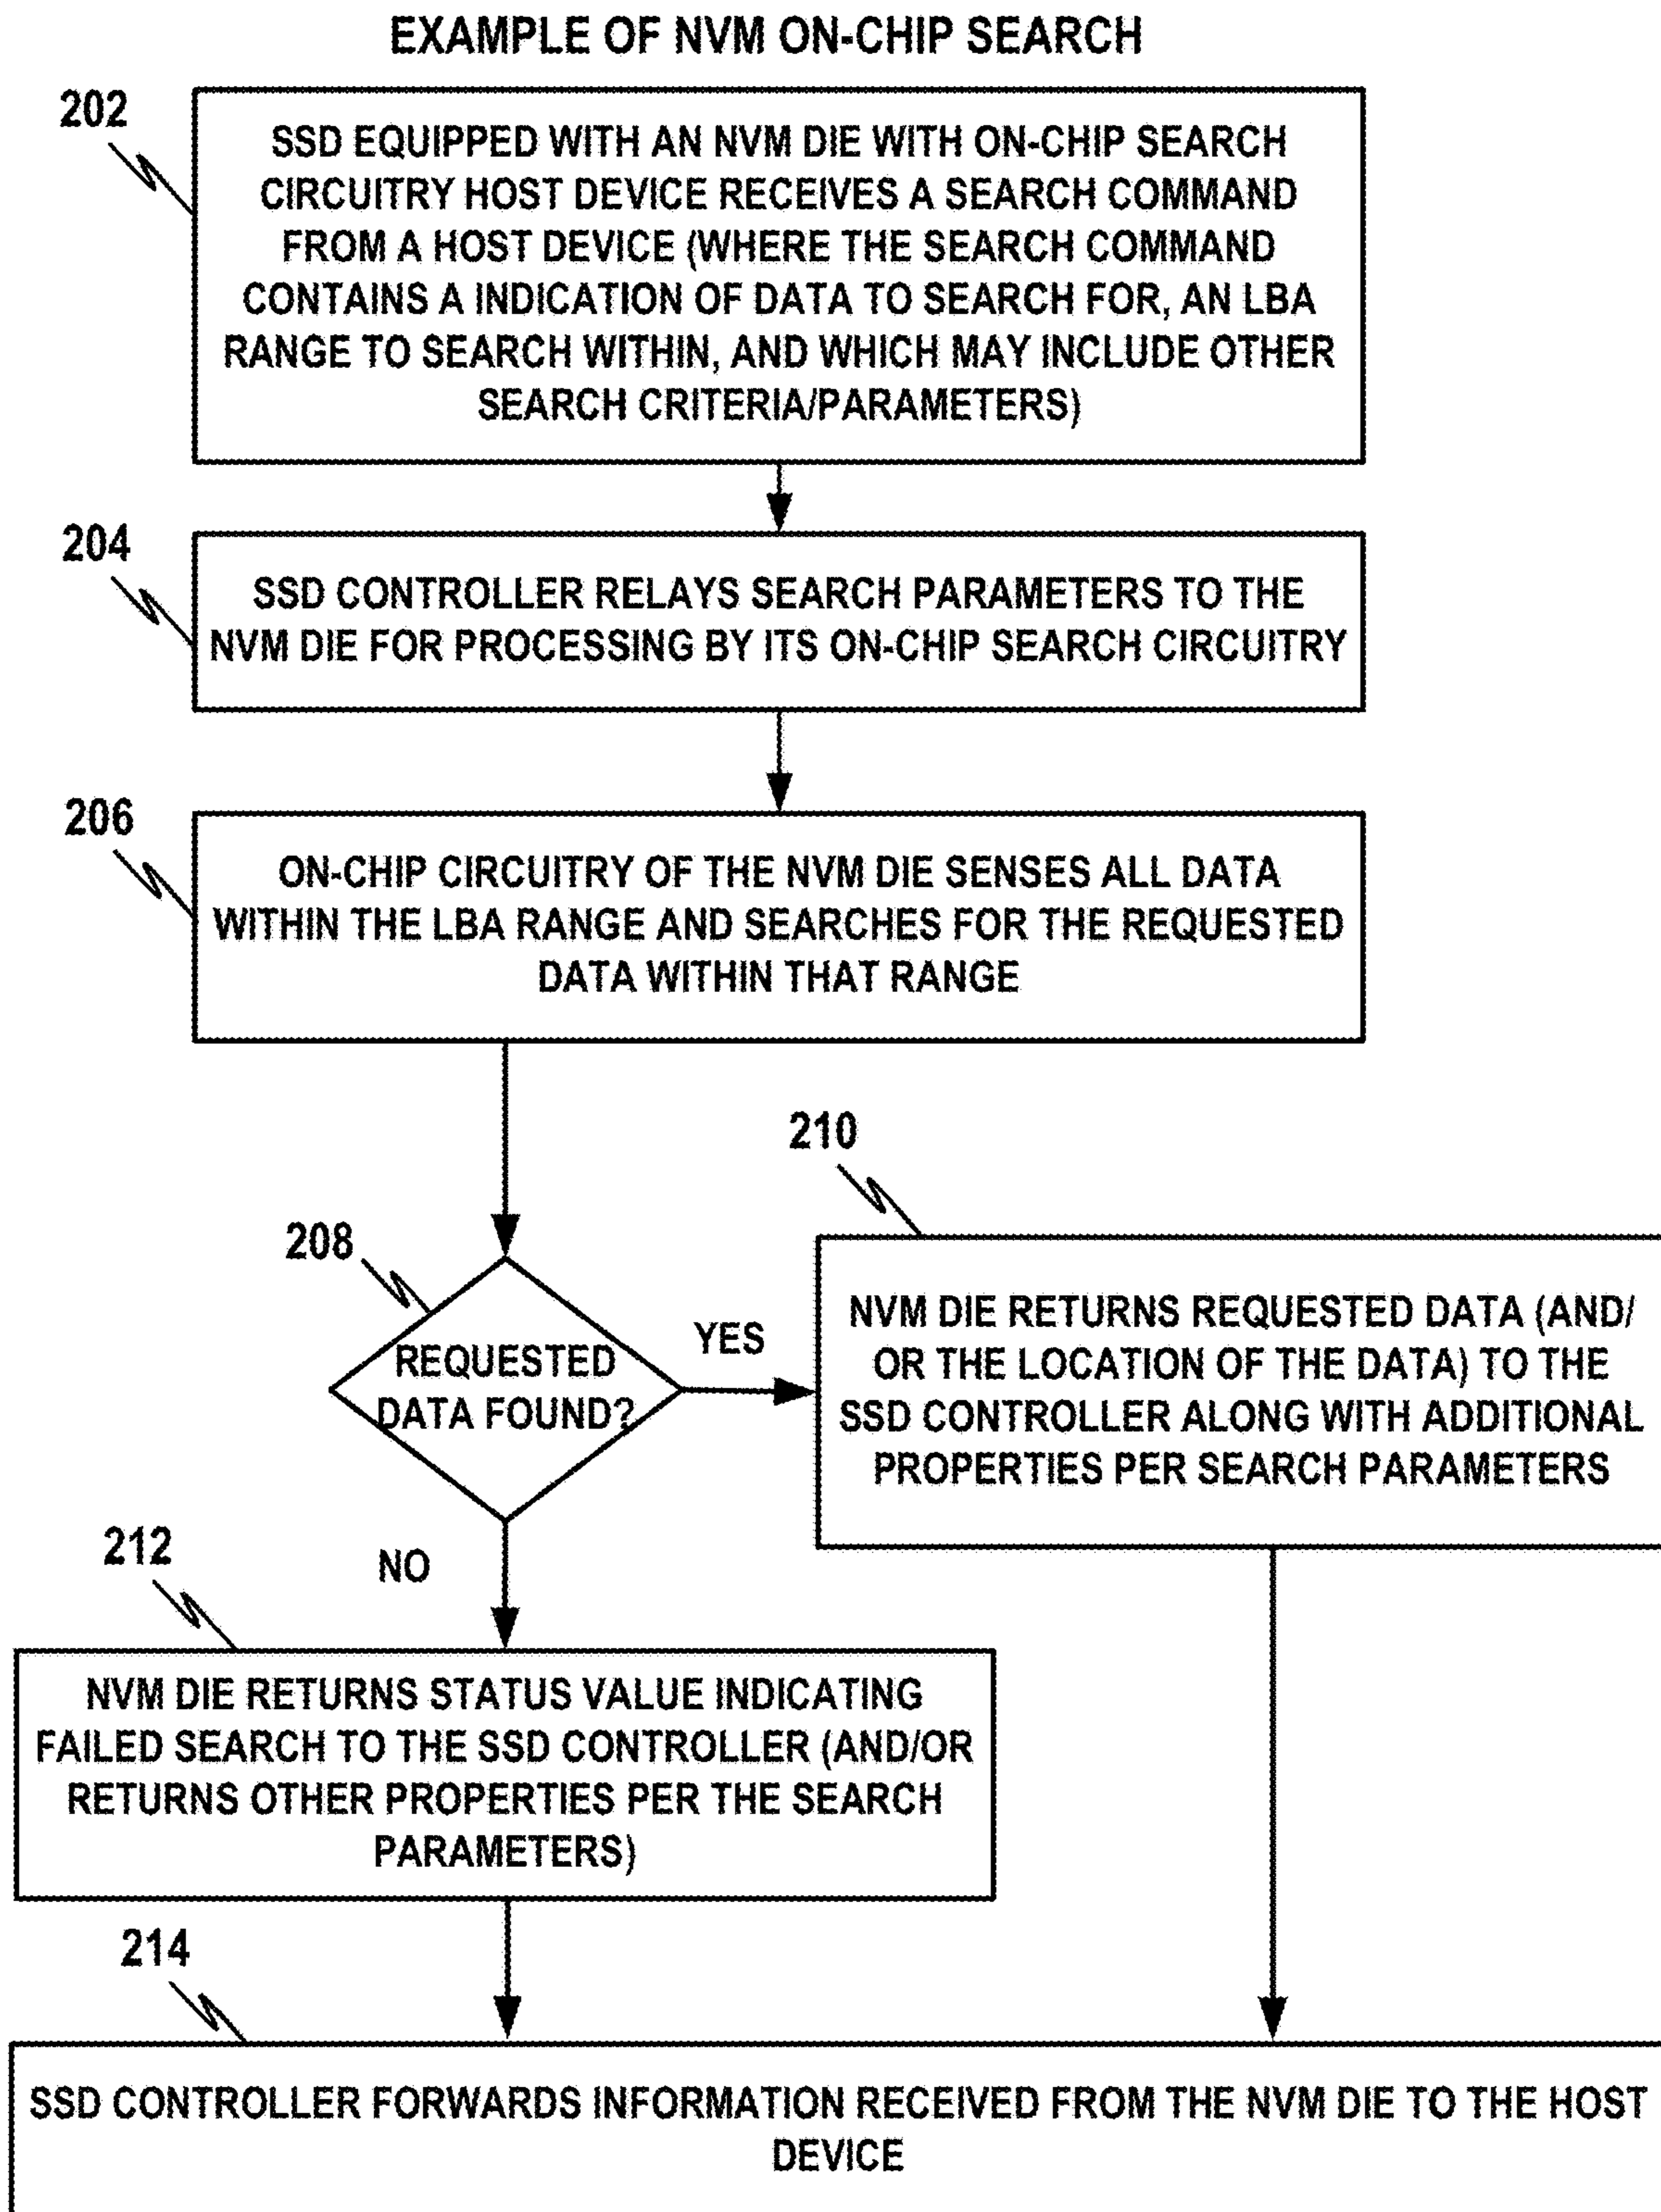 EXAMPLE OF NVM ON-CHIP SEARCH
202
SSD EQUIPPED WITH AN NVM DIE WITH ON-CHIP SEARCH
CIRCUITRY HOST DEVICE RECEIVES A SEARCH COMMAND
FROM A HOST DEVICE (WHERE THE SEARCH COMMAND
CONTAINS A INDICATION OF DATA TO SEARCH FOR, AN LBA
RANGE TO SEARCH WITHIN, AND WHICH MAY INCLUDE OTHER
SEARCH CRITERIA/PARAMETERS)
204
SSD CONTROLLER RELAYS SEARCH PARAMETERS TO THE
NVM DIE FOR PROCESSING BY ITS ON-CHIP SEARCH CIRCUITRY
206
ON-CHIP CIRCUITRY OF THE NVM DIE SENSES ALL DATA
WITHIN THE LBA RANGE AND SEARCHES FOR THE REQUESTED
DATA WITHIN THAT RANGE
208
REQUESTED
DATA FOUND?
YES
210
NVM DIE RETURNS REQUESTED DATA (AND/
OR THE LOCATION OF THE DATA) TO THE
SSD CONTROLLER ALONG WITH ADDITIONAL
PROPERTIES PER SEARCH PARAMETERS
NO
212
NVM DIE RETURNS STATUS VALUE INDICATING
FAILED SEARCH TO THE SSD CONTROLLER (AND/OR
RETURNS OTHER PROPERTIES PER THE SEARCH
PARAMETERS)
214
SSD CONTROLLER FORWARDS INFORMATION RECEIVED FROM THE NVM DIE TO THE HOST
DEVICE